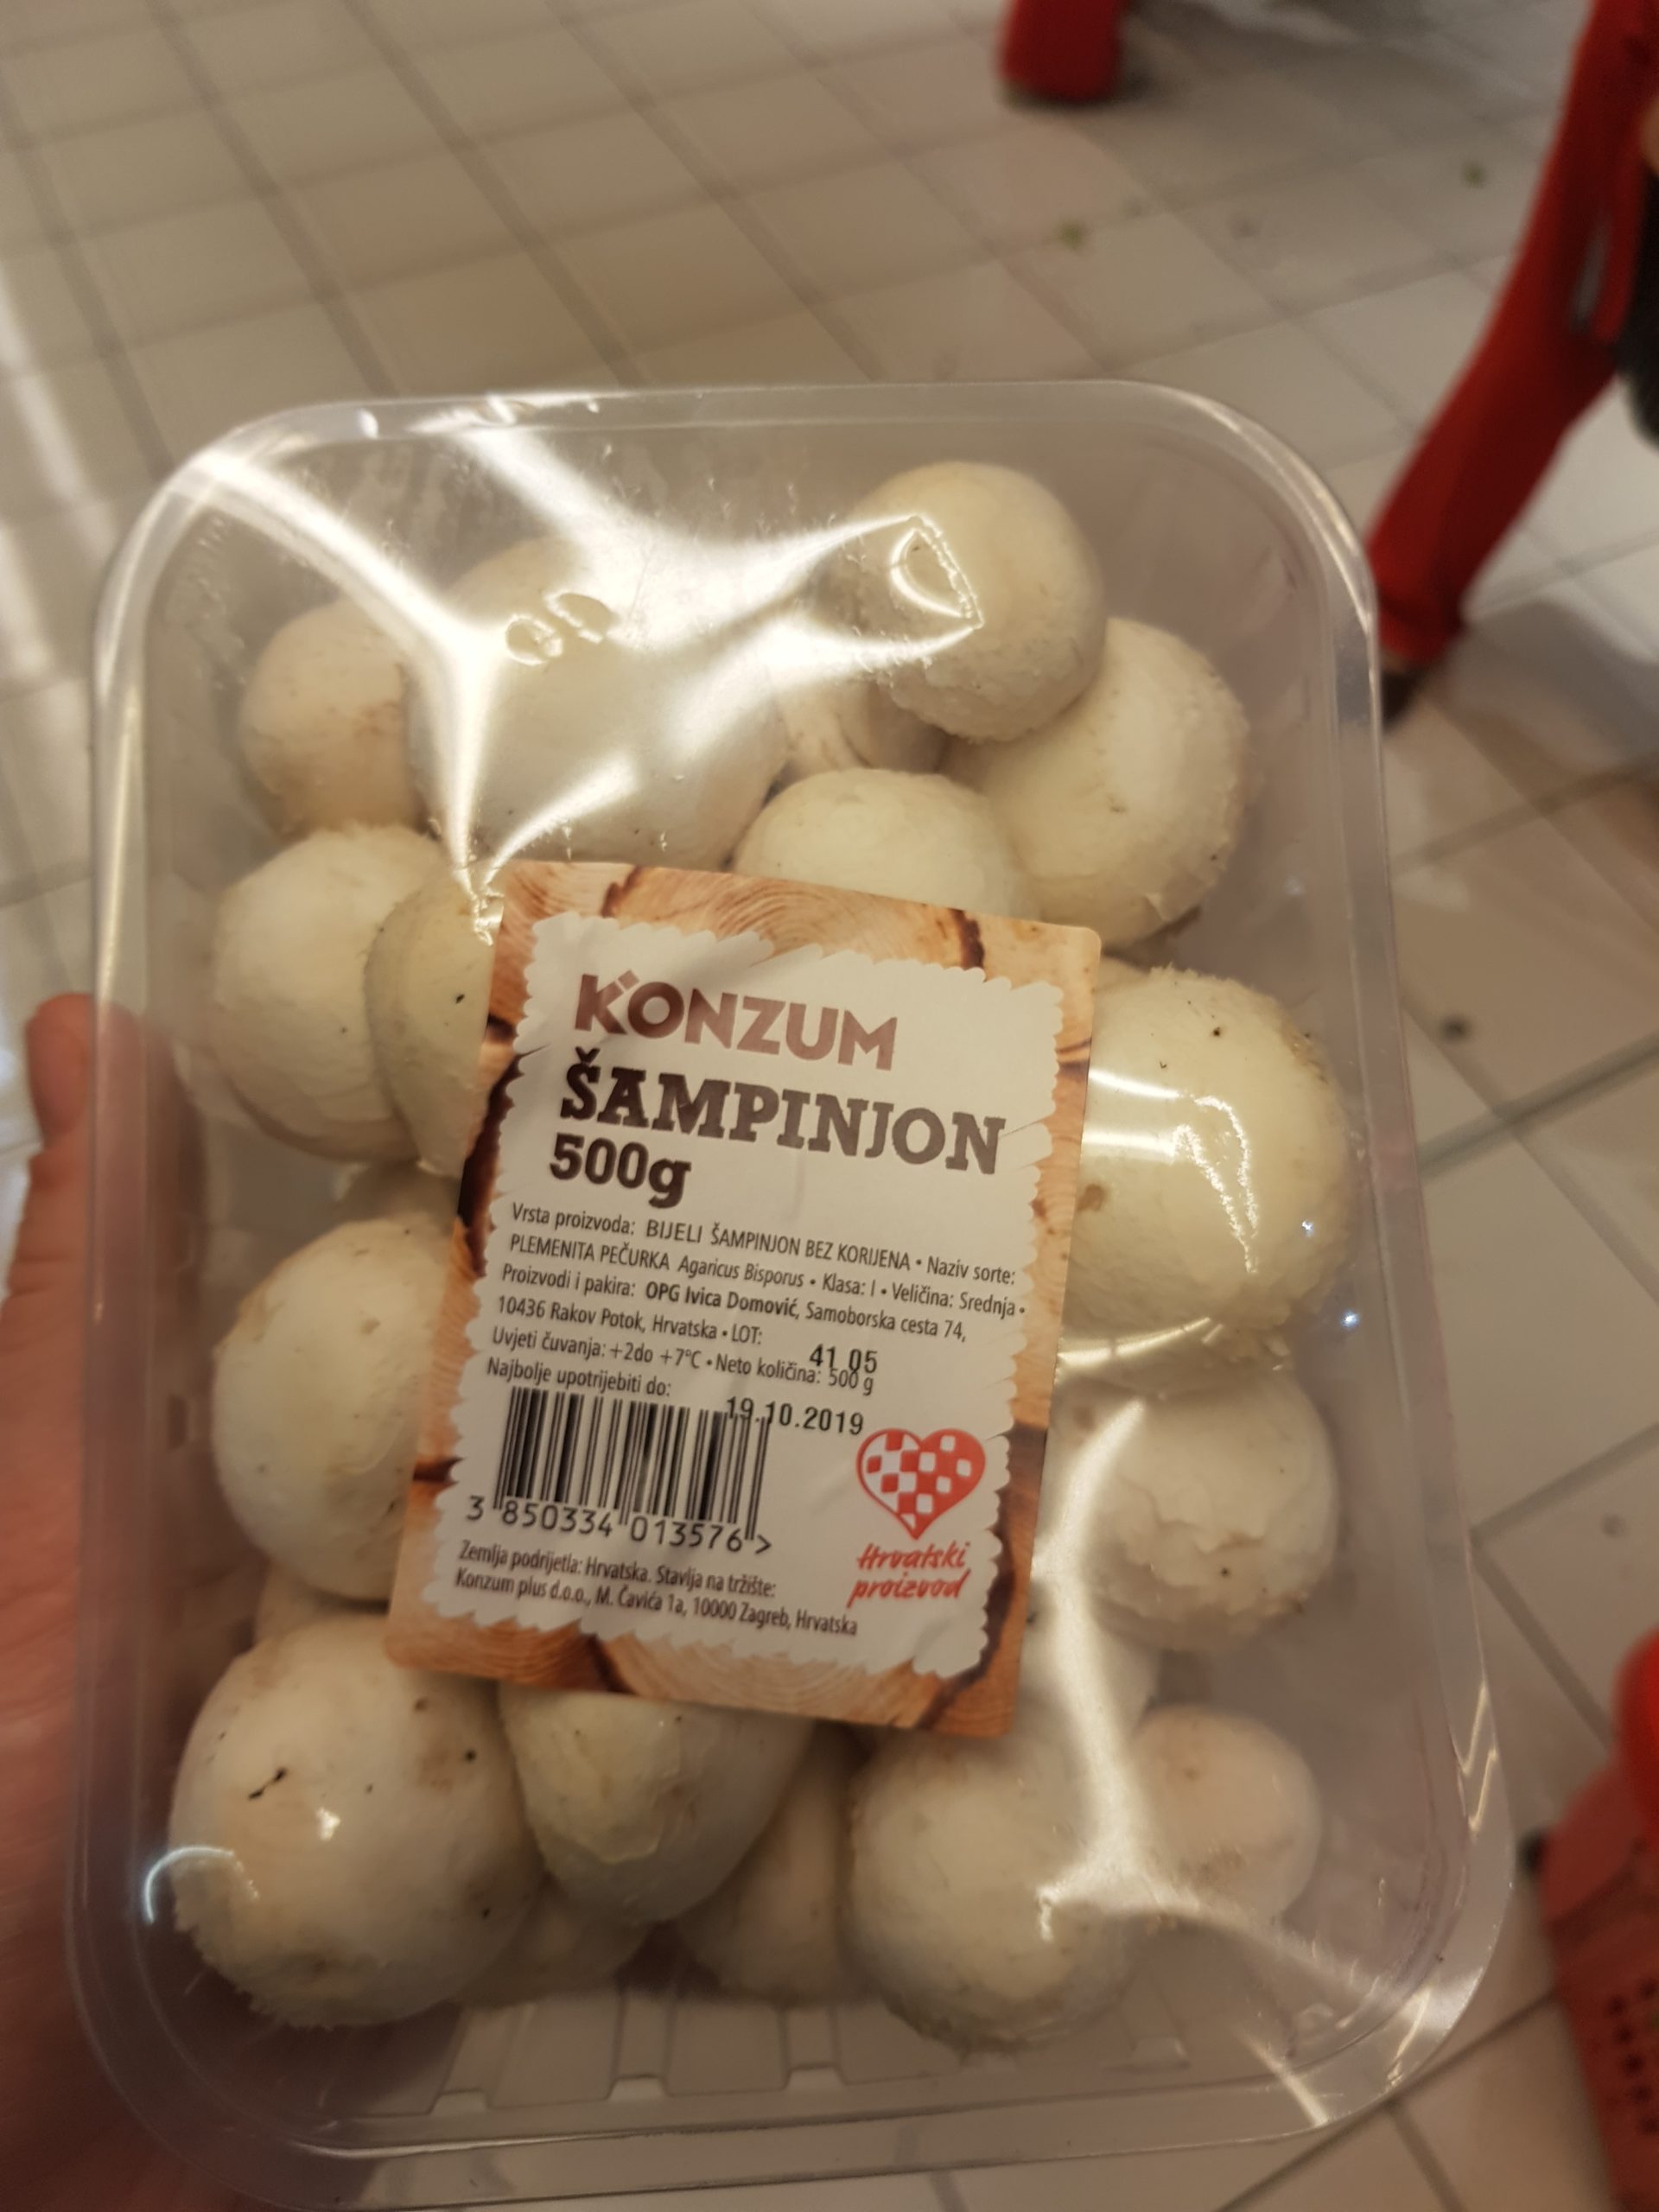 KONZUM
ŠAMPINJON
500g
Vrsta proizvoda: BIJELI ŠAMPINJON BEZ KORIJENA • Naziv sorte:
PLEMENITA PEČURKA Agaricus Bisporus • Klasa: I • Veličina: Srednja •
Proizvodi i pakira: OPG Ivica Domović, Samoborska cesta 74,
10436 Rakov Potok, Hrvatska • LOT: 41 05
Uvjeti čuvanja: +2do +7°C • Neto količina: 500 g
Najbolje upotrijebiti do: 19.10.2019
3 850334 013576 >
Hrvatski
proizvod
Zemlja podrijetla: Hrvatska. Stavlja na tržište:
Konzum plus d.o.o., M. Čavića 1a, 10000 Zagreb, Hrvatska